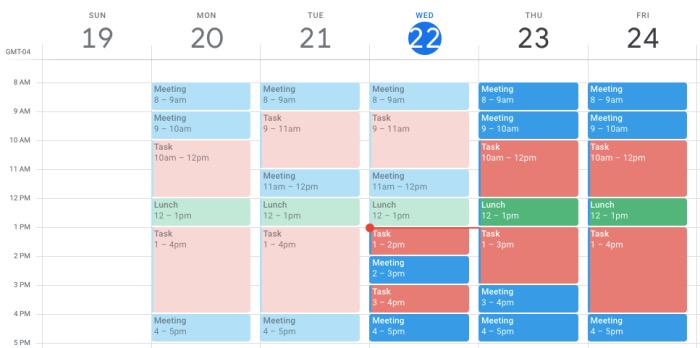 SUN MON TUE WED THU FRI
19 20 21 22 23 24
GMT-04
8 AM
9 AM
10 AM
11 AM
12 PM
1 PM
2 PM
3 PM
4 PM
5 PM
Meeting
8 – 9am
Meeting
9 – 10am
Task
10am – 12pm
Lunch
12 – 1pm
Task
1 – 4pm
Meeting
4 – 5pm
Meeting
8 – 9am
Task
9 – 11am
Meeting
11am – 12pm
Lunch
12 – 1pm
Task
1 – 4pm
Meeting
4 – 5pm
Meeting
8 – 9am
Task
9 – 11am
Meeting
11am – 12pm
Lunch
12 – 1pm
Task
1 – 2pm
Meeting
2 – 3pm
Task
3 – 4pm
Meeting
4 – 5pm
Meeting
8 – 9am
Meeting
9 – 10am
Task
10am – 12pm
Lunch
12 – 1pm
Task
1 – 3pm
Meeting
3 – 4pm
Meeting
4 – 5pm
Meeting
8 – 9am
Meeting
9 – 10am
Task
10am – 12pm
Lunch
12 – 1pm
Task
1 – 4pm
Meeting
4 – 5pm